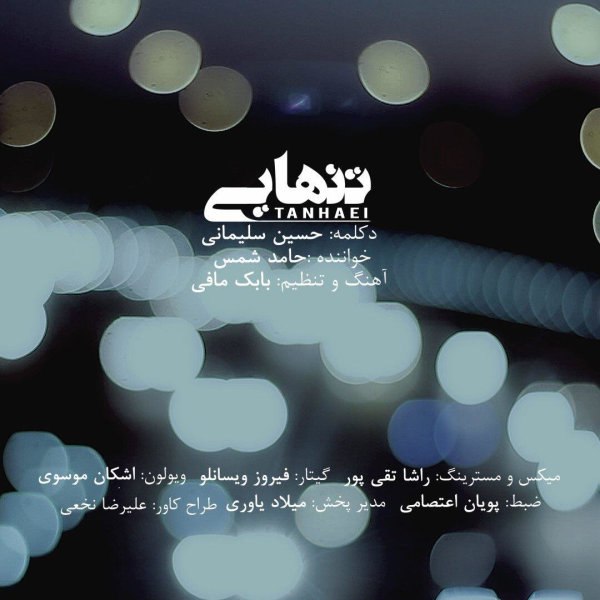 تنهایی
TANHAEI
دکلمه: حسین سلیمانی
خواننده :حامد شمس
آهنگ و تنظیم: بابک مافی
میکس و مسترینگ: راشا تقی پور گیتار: فیروز ویسانلو ویولون: اشکان موسوی
ضبط: پویان اعتصامی مدیر پخش: میلاد یاوری طراح کاور: علیرضا نخعی